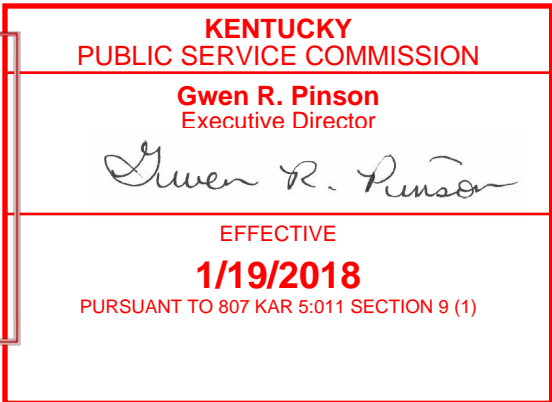 KENTUCKY
PUBLIC SERVICE COMMISSION
Gwen R. Pinson
Executive Director
Gwen R. Pinson
EFFECTIVE
1/19/2018
PURSUANT TO 807 KAR 5:011 SECTION 9 (1)